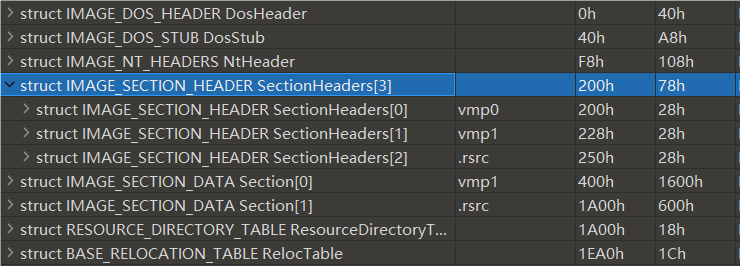 struct IMAGE_DOS_HEADER DosHeader 0h 40h
struct IMAGE_DOS_STUB DosStub 40h A8h
struct IMAGE_NT_HEADERS NtHeader F8h 108h
struct IMAGE_SECTION_HEADER SectionHeaders[3] 200h 78h
struct IMAGE_SECTION_HEADER SectionHeaders[0] vmp0 200h 28h
struct IMAGE_SECTION_HEADER SectionHeaders[1] vmp1 228h 28h
struct IMAGE_SECTION_HEADER SectionHeaders[2] .rsrc 250h 28h
struct IMAGE_SECTION_DATA Section[0] vmp1 400h 1600h
struct IMAGE_SECTION_DATA Section[1] .rsrc 1A00h 600h
struct RESOURCE_DIRECTORY_TABLE ResourceDirectoryT... 1A00h 18h
struct BASE_RELOCATION_TABLE RelocTable 1EA0h 1Ch